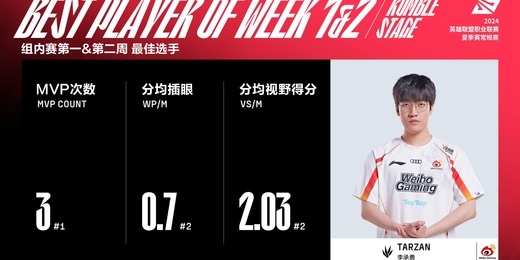 BEST PLAYER OF WEEK 1&2
RUMBLE
STAGE
组内赛第一&第二周 最佳选手
2024
英雄联盟职业联赛
夏季赛常规赛
MVP次数
MVP COUNT
3 #1
分均插眼
WP/M
0.7 #2
分均视野得分
VS/M
2.03 #2
Weibo
Gaming
TapTap
TARZAN
李承勇